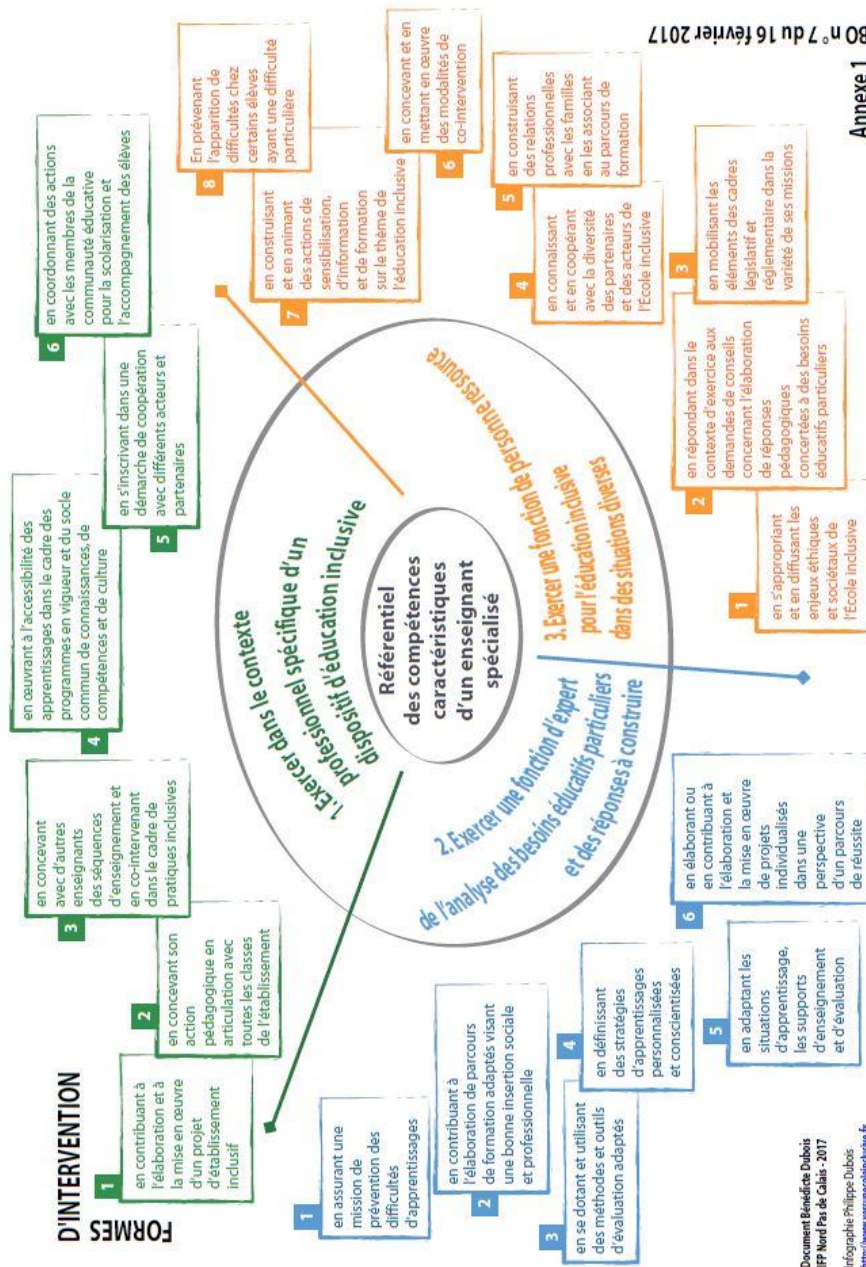 FORMES
D'INTERVENTION
1
en contribuant à
l'élaboration et à
la mise en œuvre
d'un projet
d'établissement
inclusif
2
en concevant son
action
pédagogique en
articulation avec
toutes les classes
de l'établissement
3
en concevant
avec d'autres
enseignants
des séquences
d'enseignement et
en co-intervenant
dans le cadre de
pratiques inclusives
4
en œuvrant à l'accessibilité des
apprentissages dans le cadre des
programmes en vigueur et du socle
commun de connaissances, de
compétences et de culture
5
en s'inscrivant dans une
démarche de coopération
avec différents acteurs et
partenaires
6
en coordonnant des actions
avec les membres de la
communauté éducative
pour la scolarisation et
l'accompagnement des élèves
1. Exercer dans le contexte
professionnel spécifique d'un
dispositif d'éducation inclusive
Référentiel
des compétences
caractéristiques
d'un enseignant
spécialisé
2. Exercer une fonction d'expert
de l'analyse des besoins éducatifs particuliers
et des réponses à construire
3. Exercer une fonction de personne ressource
pour l'éducation inclusive
dans des situations diverses
1
en assurant une
mission de
prévention des
difficultés
d'apprentissages
2
en contribuant à
l'élaboration de parcours
de formation adaptés visant
une bonne insertion sociale
et professionnelle
3
en se dotant et utilisant
des méthodes et outils
d'évaluation adaptés
4
en définissant
des stratégies
d'apprentissages
personnalisées
et conscientisées
5
en adaptant les
situations
d'apprentissage,
les supports
d'enseignement
et d'évaluation
6
en élaborant ou
en contribuant à
l'élaboration et
la mise en œuvre
de projets
individualisés
dans une
perspective
d'un parcours
de réussite
8
En prévenant
l'apparition de
difficultés chez
certains élèves
ayant une difficulté
particulière
7
en construisant
et en animant
des actions de
sensibilisation,
d'information
et de formation
sur le thème de
l'éducation inclusive
6
en concevant et en
mettant en œuvre
des modalités de
co-intervention
5
en construisant
des relations
professionnelles
avec les familles
en les associant
au parcours de
formation
4
en connaissant
et en coopérant
avec la diversité
des partenaires
et des acteurs de
l'École inclusive
3
en mobilisant les
éléments des cadres
législatif et
réglementaire dans la
variété de ses missions
2
en répondant dans le
contexte d'exercice aux
demandes de conseils
concernant l'élaboration
de réponses
pédagogiques
concertées à des besoins
éducatifs particuliers
1
en s'appropriant
et en diffusant les
enjeux éthiques
et sociétaux de
l'École inclusive
Document Bénédicte Dubois
IFP Nord Pas de Calais - 2017
Infographie Philippe Dubois
BO n° 7 du 16 février 2017
Annexe 1